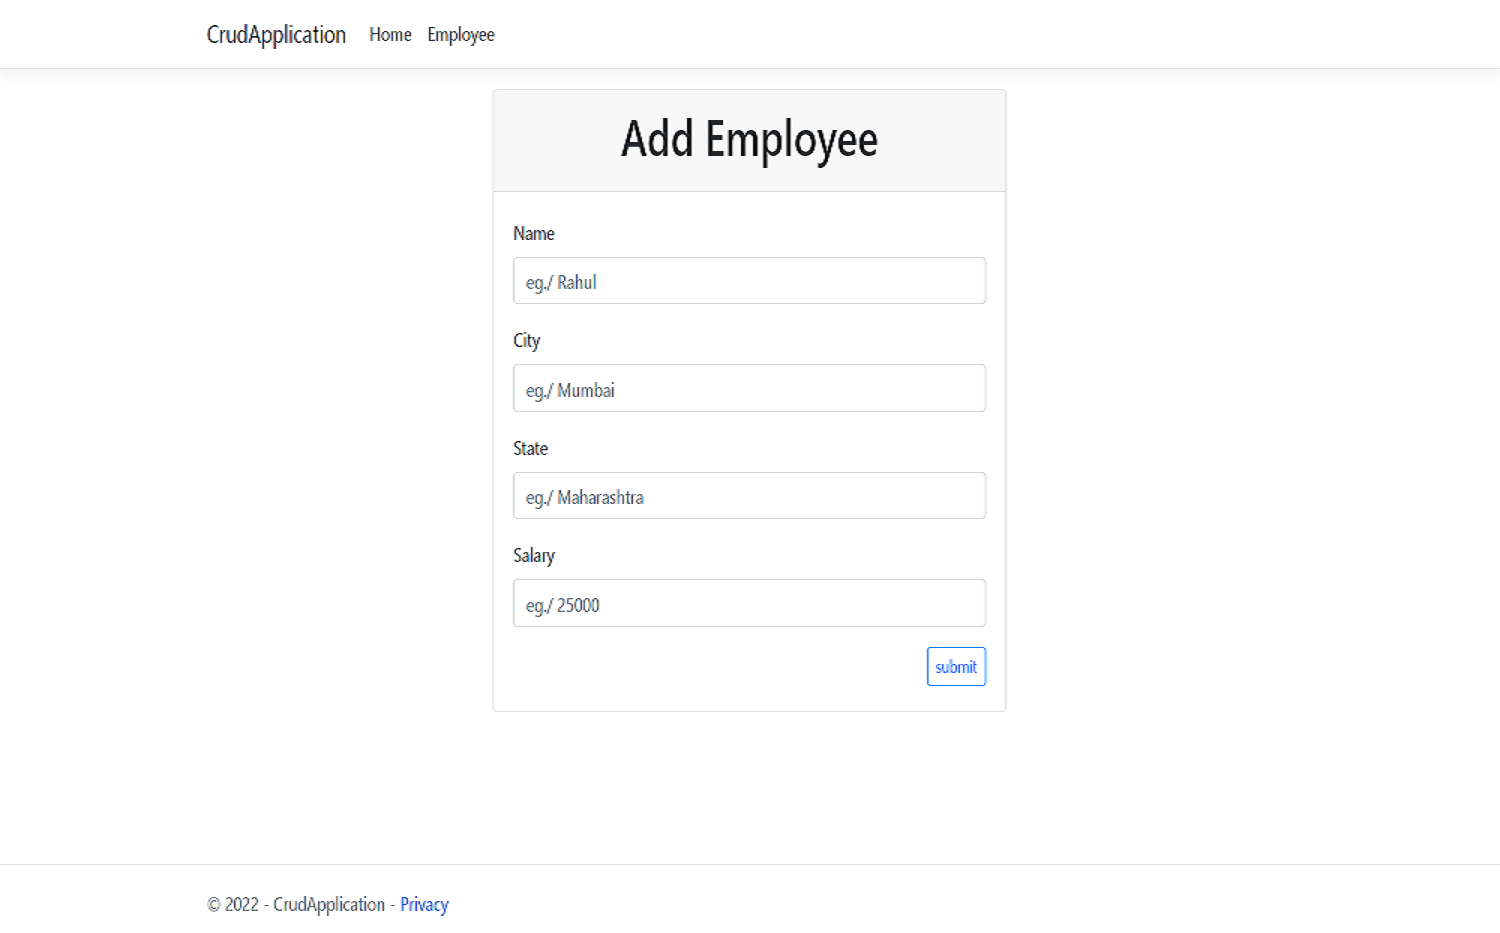 CrudApplication Home Employee
Add Employee
Name
eg./ Rahul
City
eg./ Mumbai
State
eg./ Maharashtra
Salary
eg./ 25000
submit
© 2022 - CrudApplication - Privacy